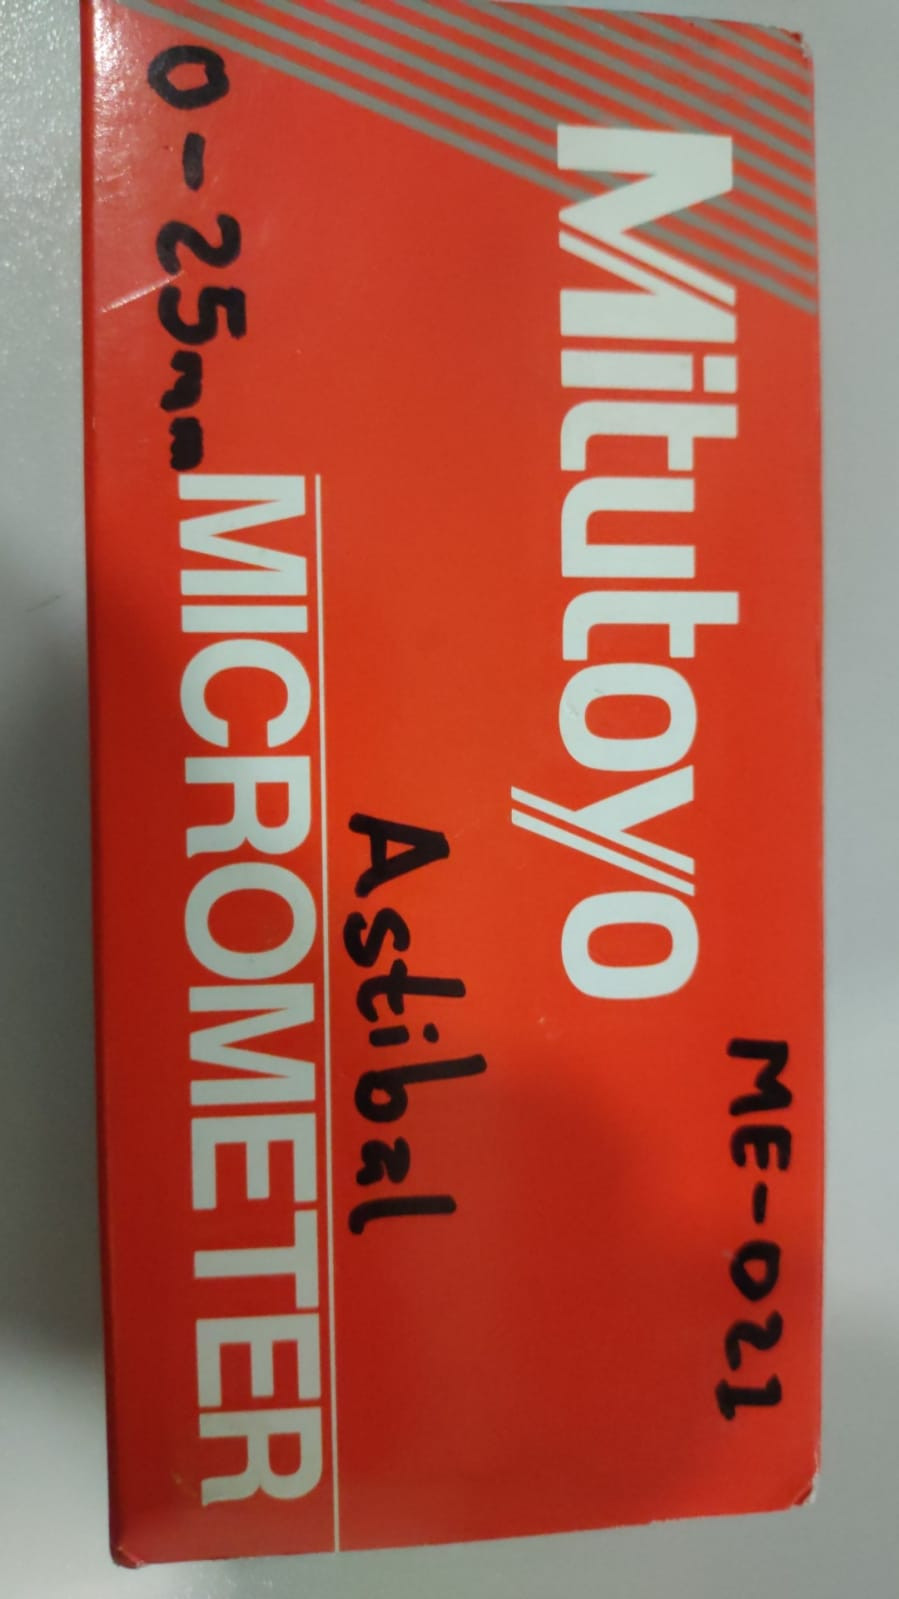 ME-021
Mitutoyo
Astibal
0-25mm
MICROMETER